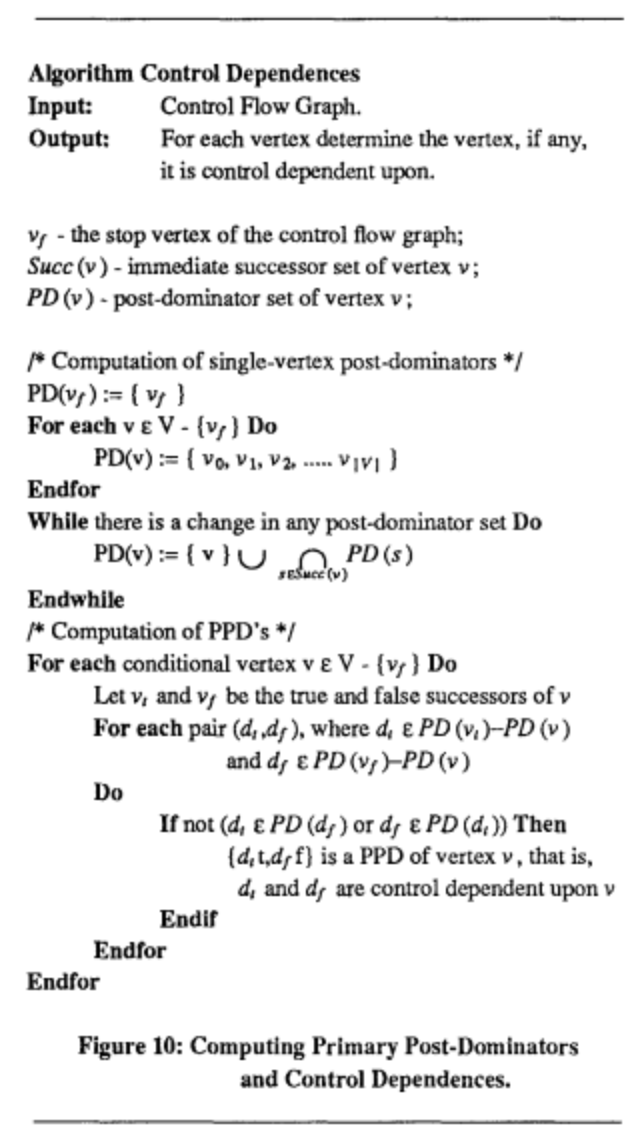 Algorithm Control Dependences
Input: Control Flow Graph.
Output: For each vertex determine the vertex, if any,
it is control dependent upon.
v_f - the stop vertex of the control flow graph;
Succ(v) - immediate successor set of vertex v;
PD(v) - post-dominator set of vertex v;
/* Computation of single-vertex post-dominators */
PD(v_f) := { v_f }
For each v ε V - {v_f} Do
PD(v) := { v_0, v_1, v_2, ..... v_|V| }
Endfor
While there is a change in any post-dominator set Do
PD(v) := { v } ∪ ∩_{sεSucc(v)} PD(s)
Endwhile
/* Computation of PPD's */
For each conditional vertex v ε V - {v_f} Do
Let v_t and v_f be the true and false successors of v
For each pair (d_t,d_f), where d_t ε PD(v_t)–PD(v)
and d_f ε PD(v_f)–PD(v)
Do
If not (d_t ε PD(d_f) or d_f ε PD(d_t)) Then
{d_t t,d_f f} is a PPD of vertex v, that is,
d_t and d_f are control dependent upon v
Endif
Endfor
Endfor
Figure 10: Computing Primary Post-Dominators
and Control Dependences.